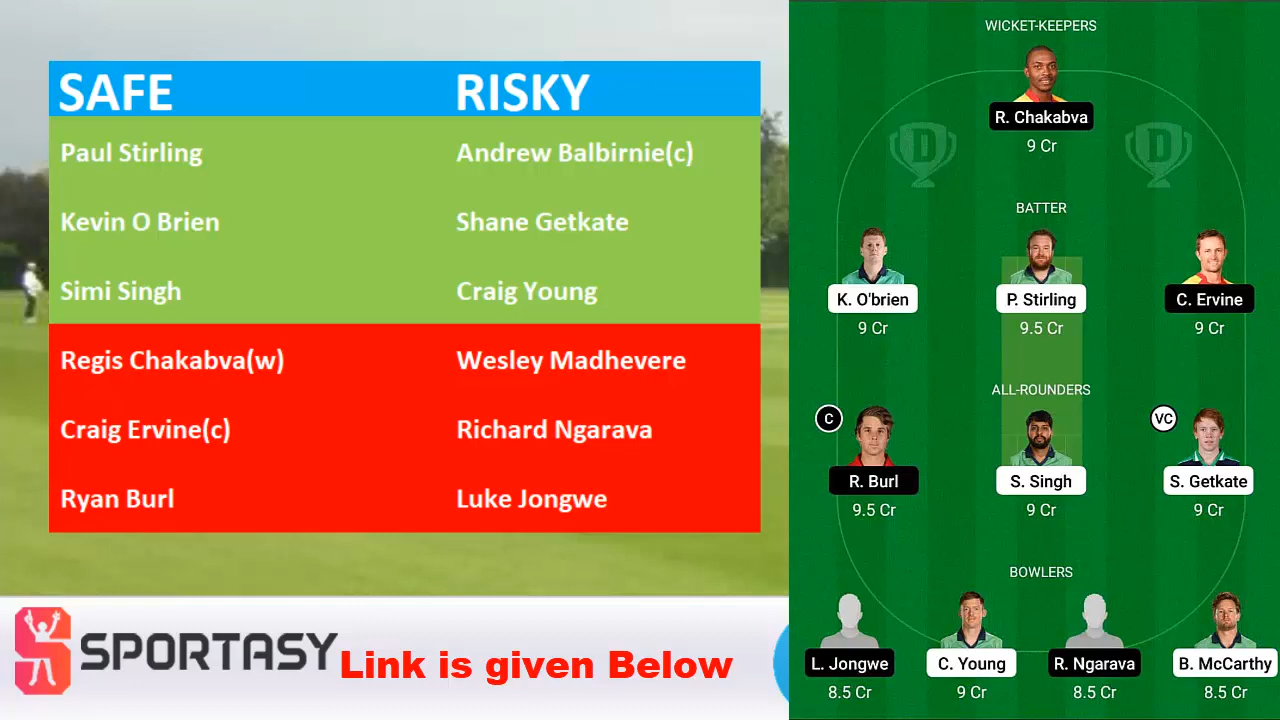 SAFE RISKY
Paul Stirling Andrew Balbirnie(c)
Kevin O Brien Shane Getkate
Simi Singh Craig Young
Regis Chakabva(w) Wesley Madhevere
Craig Ervine(c) Richard Ngarava
Ryan Burl Luke Jongwe
SPORTASY
Link is given Below
WICKET-KEEPERS
D D
R. Chakabva
9 Cr
BATTER
K. O'brien P. Stirling C. Ervine
9 Cr 9.5 Cr 9 Cr
ALL-ROUNDERS
C VC
R. Burl S. Singh S. Getkate
9.5 Cr 9 Cr 9 Cr
BOWLERS
L. Jongwe C. Young R. Ngarava B. McCarthy
8.5 Cr 9 Cr 8.5 Cr 8.5 Cr